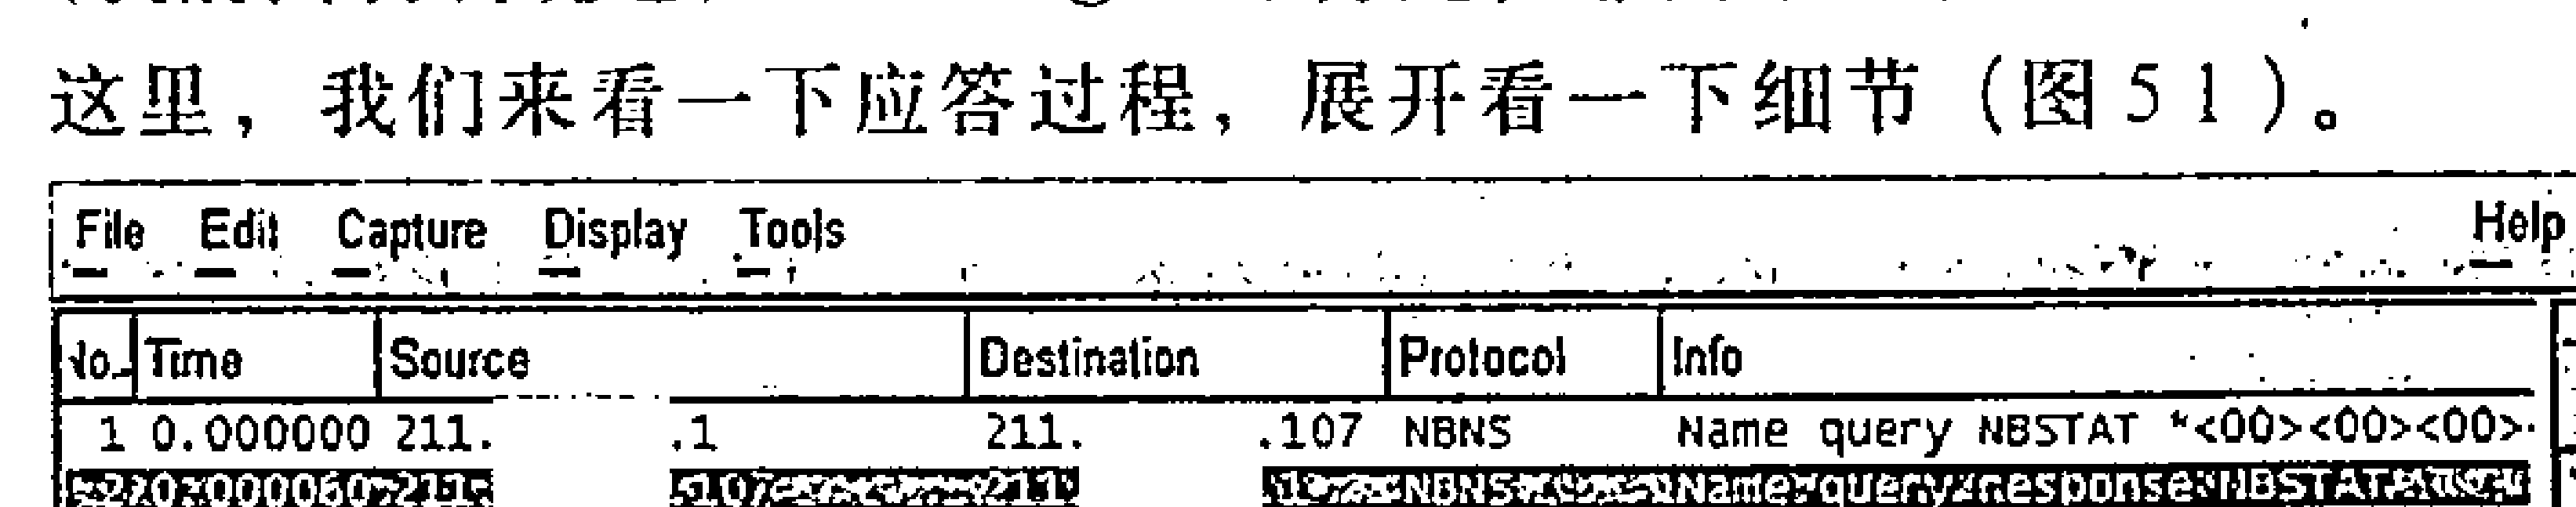 这里，我们来看一下应答过程，展开看一下细节（图51）。
File Edit Capture Display Tools Help
No. Time Source Destination Protocol Info
1 0.000000 211. .1 211. .107 NBNS Name query NBSTAT *<00><00><00>
2 0.000060 211. .107 211. .1 NBNS Name query response NBSTAT